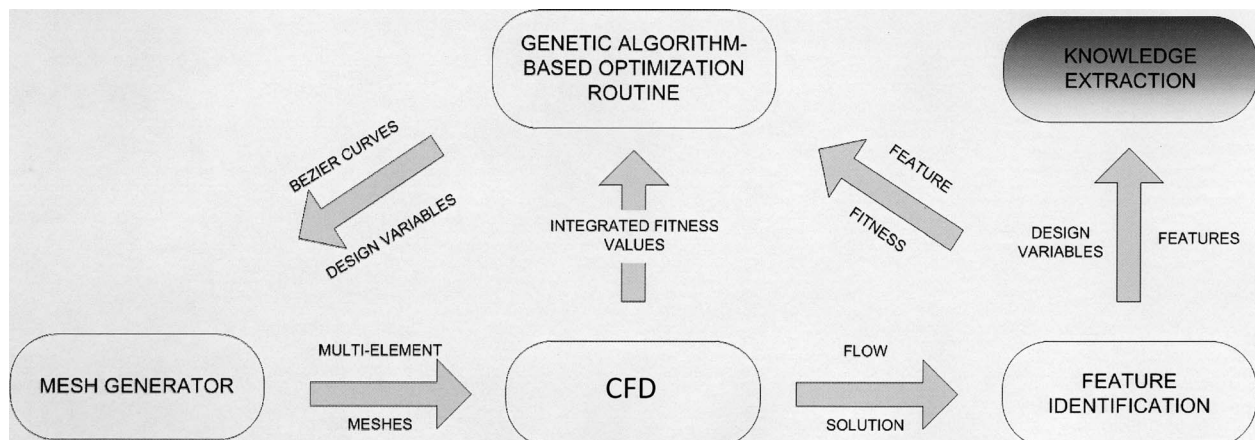 GENETIC ALGORITHM-
BASED OPTIMIZATION
ROUTINE
KNOWLEDGE
EXTRACTION
BEZIER CURVES
DESIGN VARIABLES
INTEGRATED FITNESS
VALUES
FEATURE
FITNESS
DESIGN
VARIABLES
FEATURES
MESH GENERATOR
MULTI-ELEMENT
MESHES
CFD
FLOW
SOLUTION
FEATURE
IDENTIFICATION